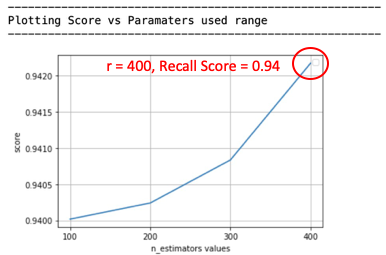 Plotting Score vs Paramaters used range
r = 400, Recall Score = 0.94
0.9420
0.9415
0.9410
0.9405
0.9400
score
100 200 300 400
n_estimators values